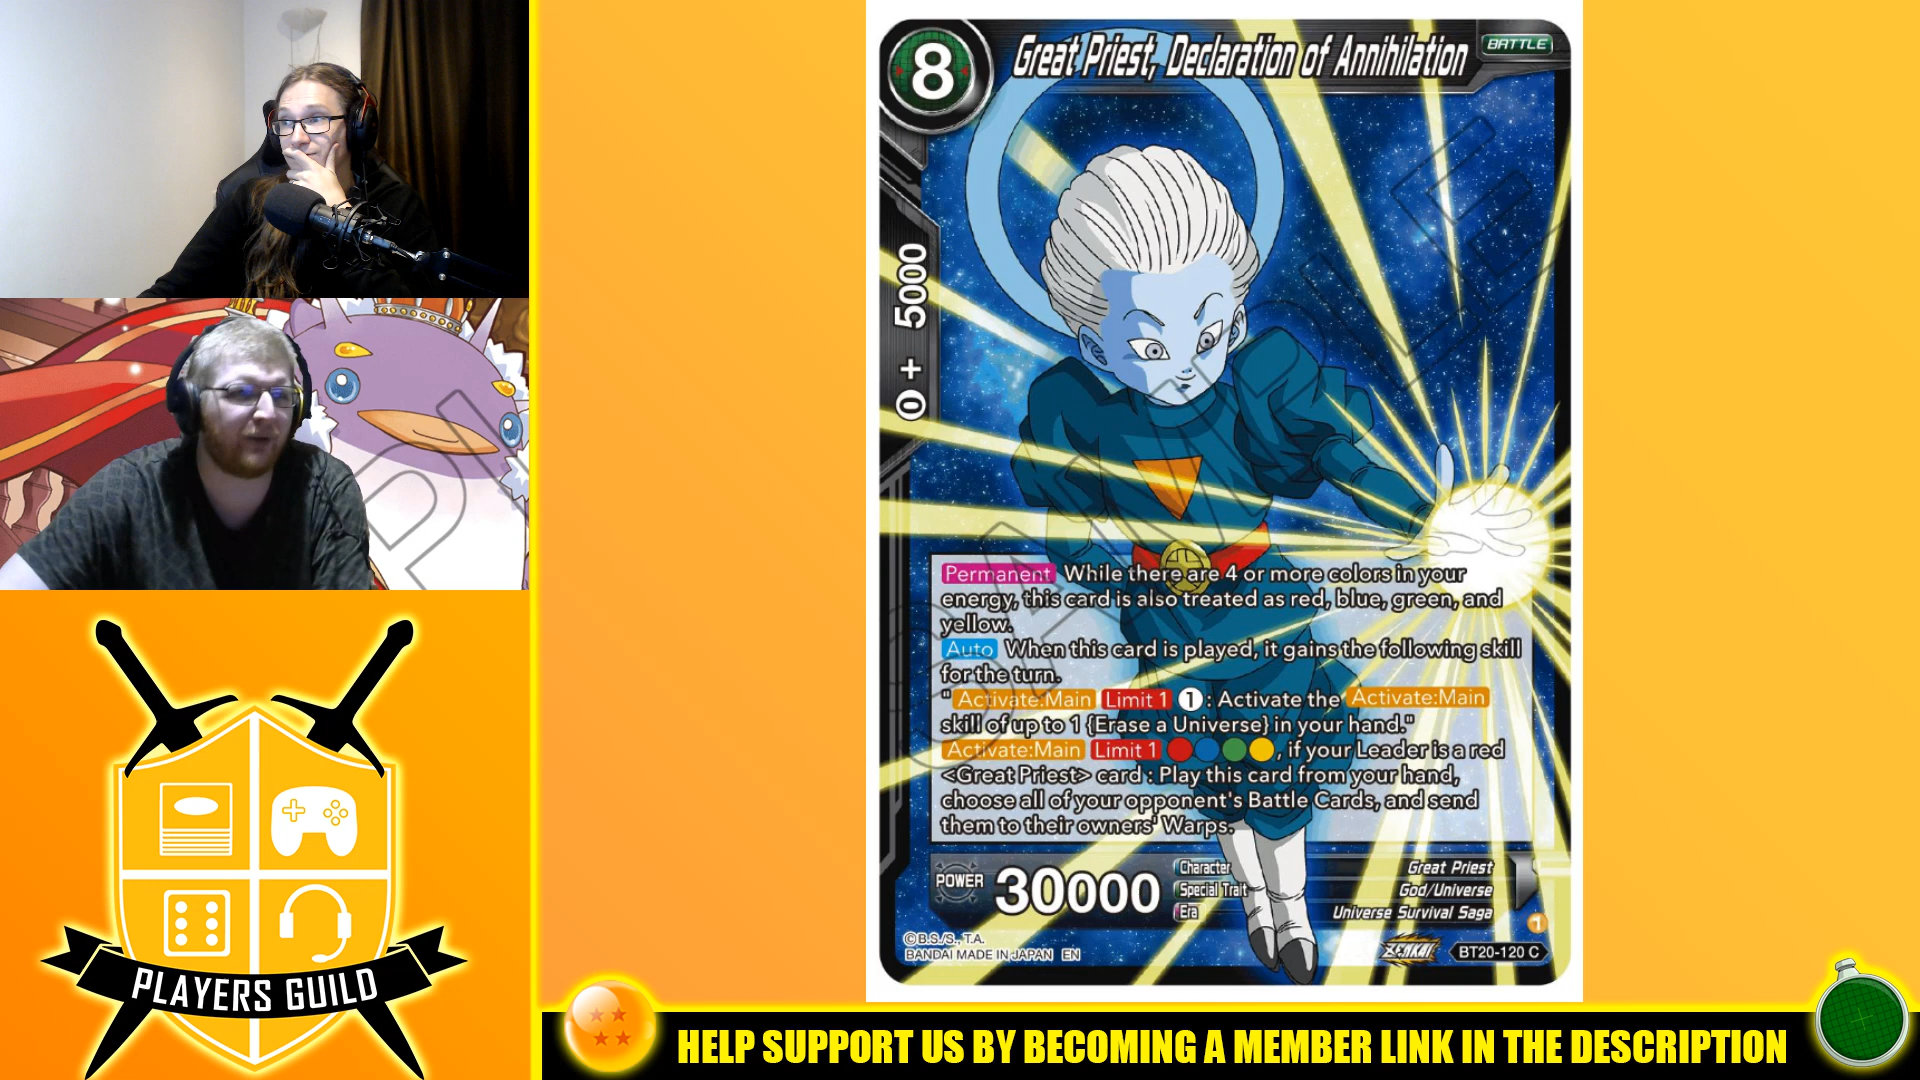 8
Great Priest, Declaration of Annihilation
BATTLE
0 + 5000
SAMPLE
Permanent While there are 4 or more colors in your
energy, this card is also treated as red, blue, green, and
yellow.
Auto When this card is played, it gains the following skill
for the turn.
" Activate:Main Limit 1 1 : Activate the Activate:Main
skill of up to 1 {Erase a Universe} in your hand."
Activate:Main Limit 1 , if your Leader is a red
<Great Priest> card : Play this card from your hand,
choose all of your opponent's Battle Cards, and send
them to their owners' Warps.
POWER 30000
Character Great Priest
Special Trait God/Universe
Era Universe Survival Saga
1
©B.S./S., T.A.
BANDAI MADE IN JAPAN EN
ZENKAI
BT20-120 C
PLAYERS GUILD
HELP SUPPORT US BY BECOMING A MEMBER LINK IN THE DESCRIPTION